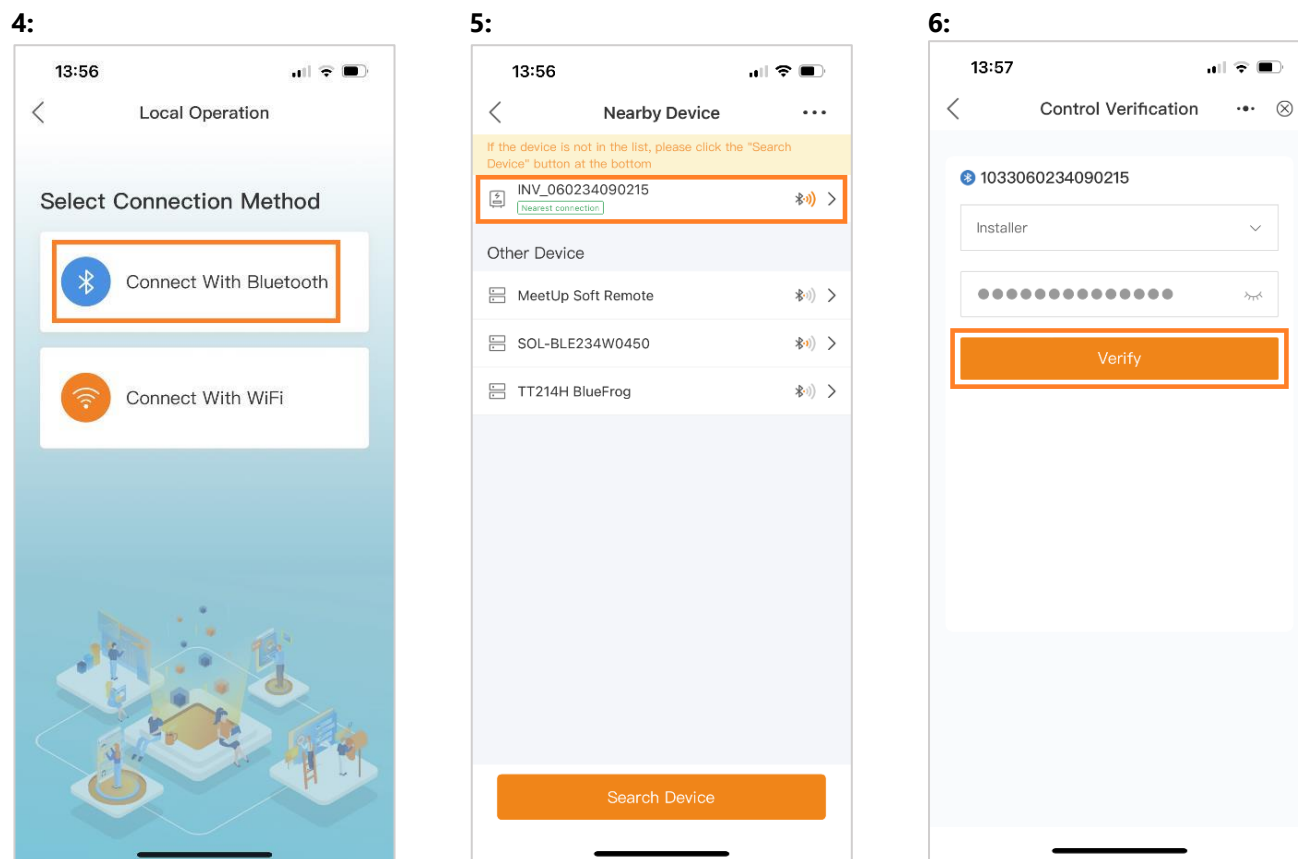 4:
13:56
Local Operation
Select Connection Method
Connect With Bluetooth
Connect With WiFi
5:
13:56
Nearby Device
If the device is not in the list, please click the "Search
Device" button at the bottom
INV_060234090215
Nearest connection
Other Device
MeetUp Soft Remote
SOL-BLE234W0450
TT214H BlueFrog
Search Device
6:
13:57
Control Verification
1033060234090215
Installer
Verify